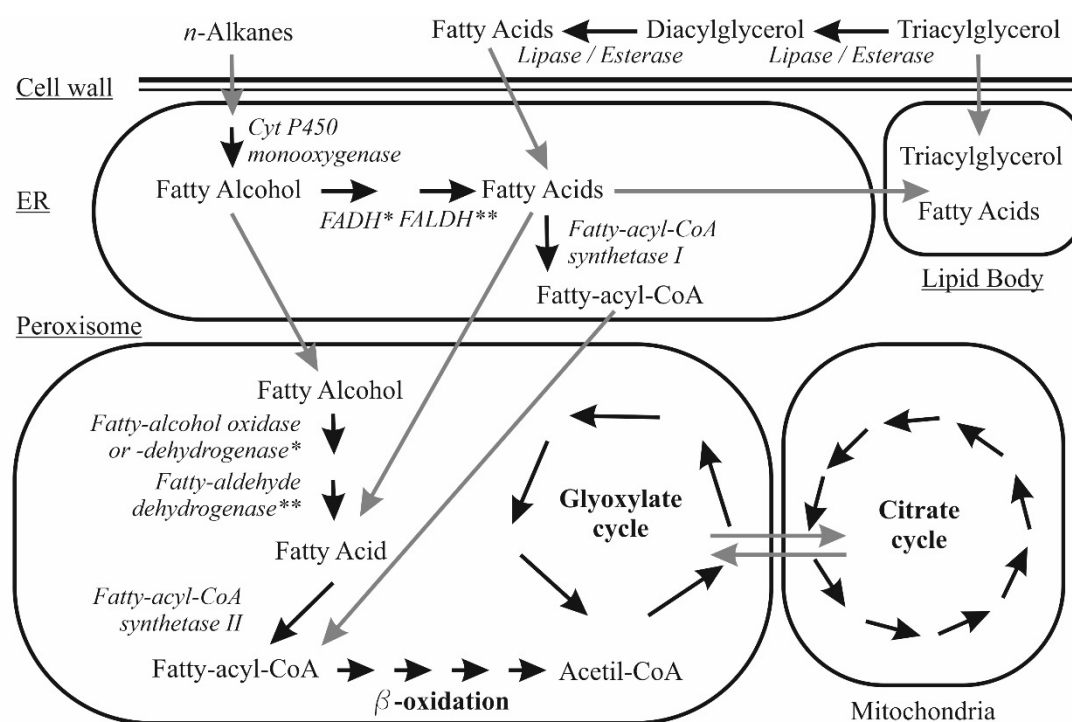 n-Alkanes
Fatty Acids
Diacylglycerol
Triacylglycerol
Lipase / Esterase
Lipase / Esterase
Cell wall
Cyt P450
monooxygenase
Triacylglycerol
ER
Fatty Alcohol
Fatty Acids
Fatty Acids
FADH* FALDH**
Fatty-acyl-CoA
synthetase I
Lipid Body
Fatty-acyl-CoA
Peroxisome
Fatty Alcohol
Fatty-alcohol oxidase
or -dehydrogenase*
Fatty-aldehyde
dehydrogenase**
Glyoxylate
cycle
Citrate
cycle
Fatty Acid
Fatty-acyl-CoA
synthetase II
Fatty-acyl-CoA
Acetil-CoA
β-oxidation
Mitochondria